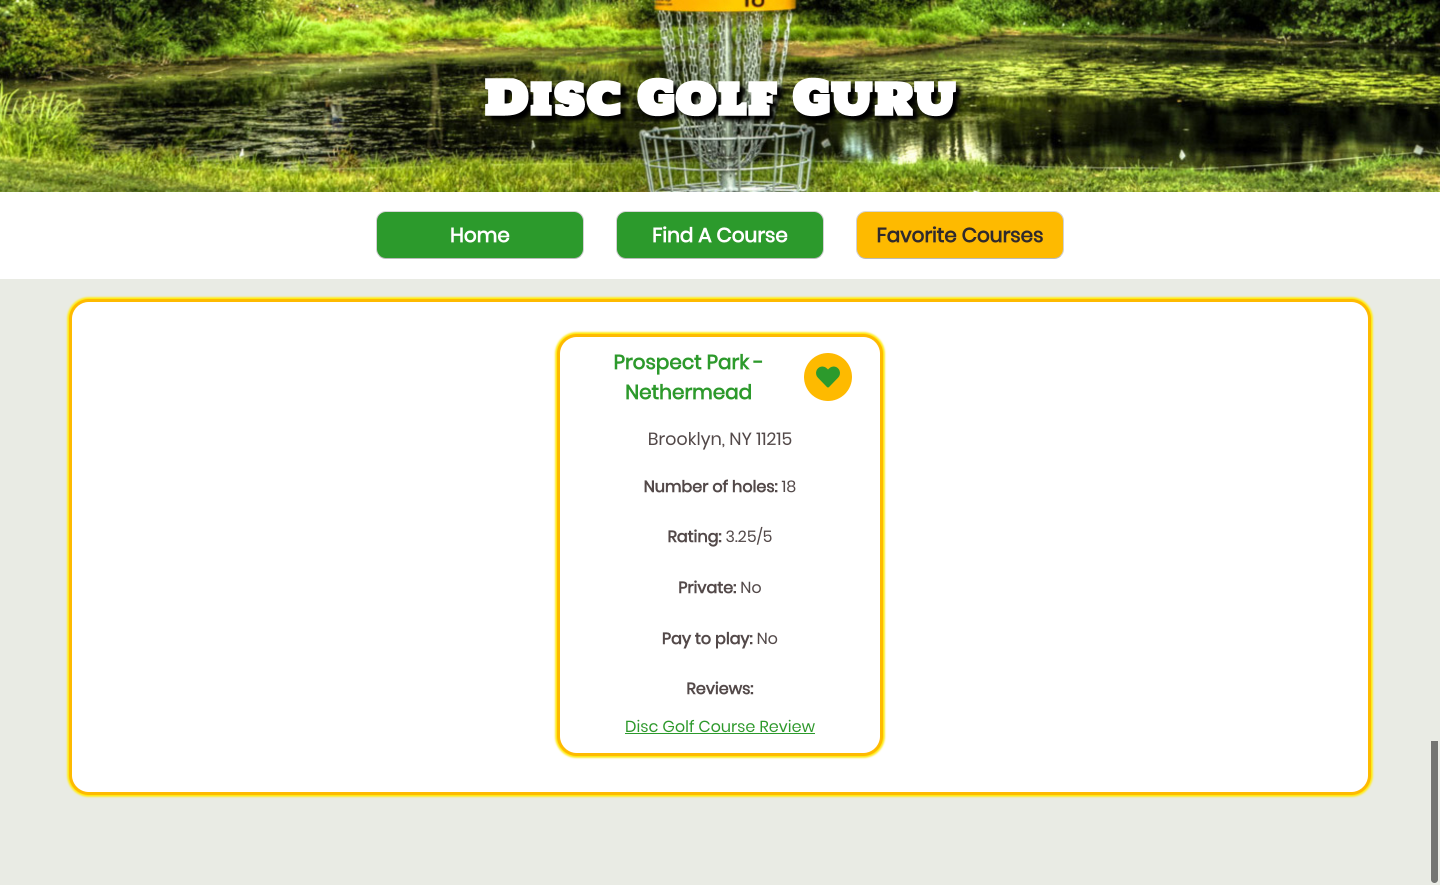 Disc Golf Guru
Home
Find A Course
Favorite Courses
Prospect Park -
Nethermead
Brooklyn, NY 11215
Number of holes: 18
Rating: 3.25/5
Private: No
Pay to play: No
Reviews:
Disc Golf Course Review